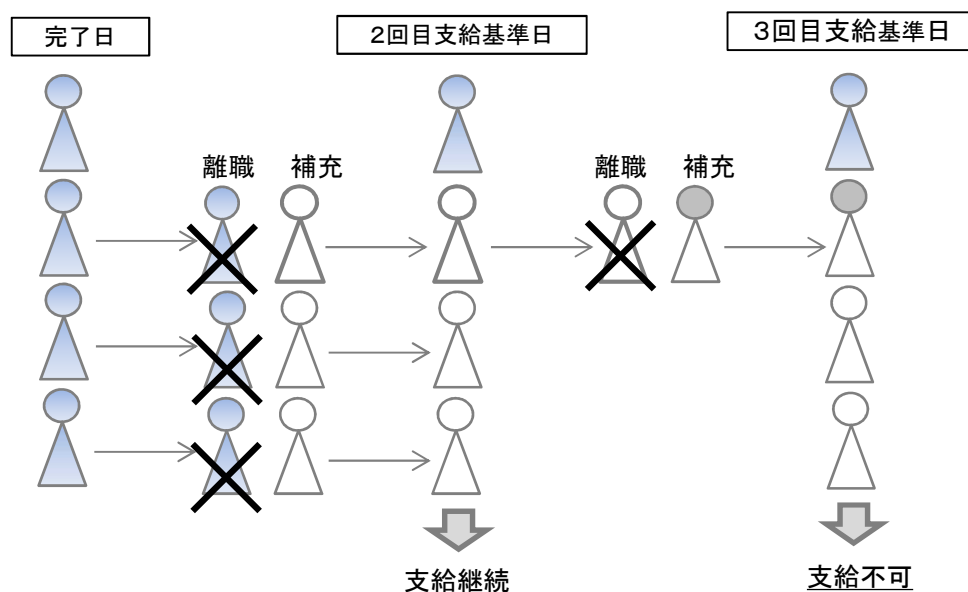 完了日
2回目支給基準日
3回目支給基準日
離職
補充
離職
補充
支給継続
支給不可